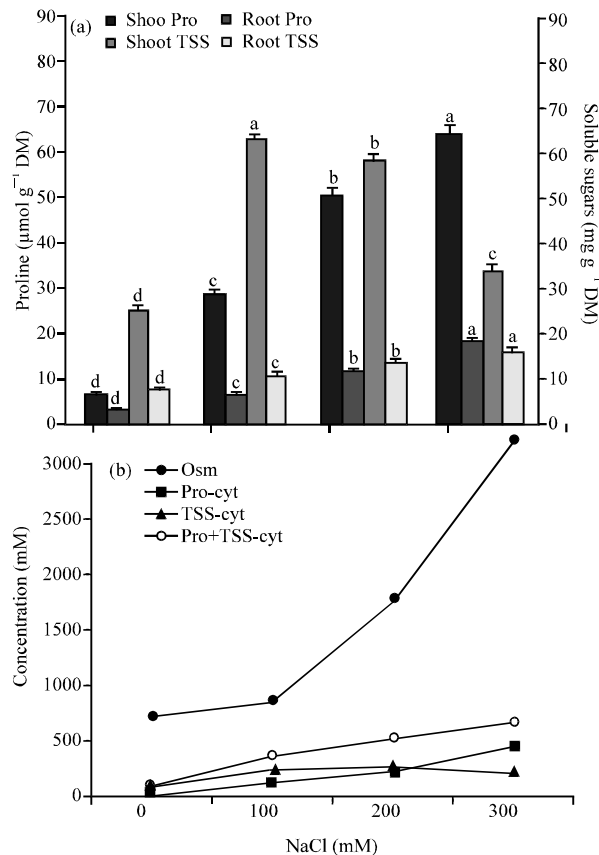 (a)
Shoo Pro
Root Pro
Shoot TSS
Root TSS
90
80
70
60
50
40
30
20
10
0
Proline (µmol g⁻¹ DM)
90
80
70
60
50
40
30
20
10
0
Soluble sugars (mg g⁻¹ DM)
d d d d
c c a c
b b b b
a a c a
(b)
Osm
Pro-cyt
TSS-cyt
Pro+TSS-cyt
3000
2500
2000
1500
1000
500
0
Concentration (mM)
0 100 200 300
NaCl (mM)